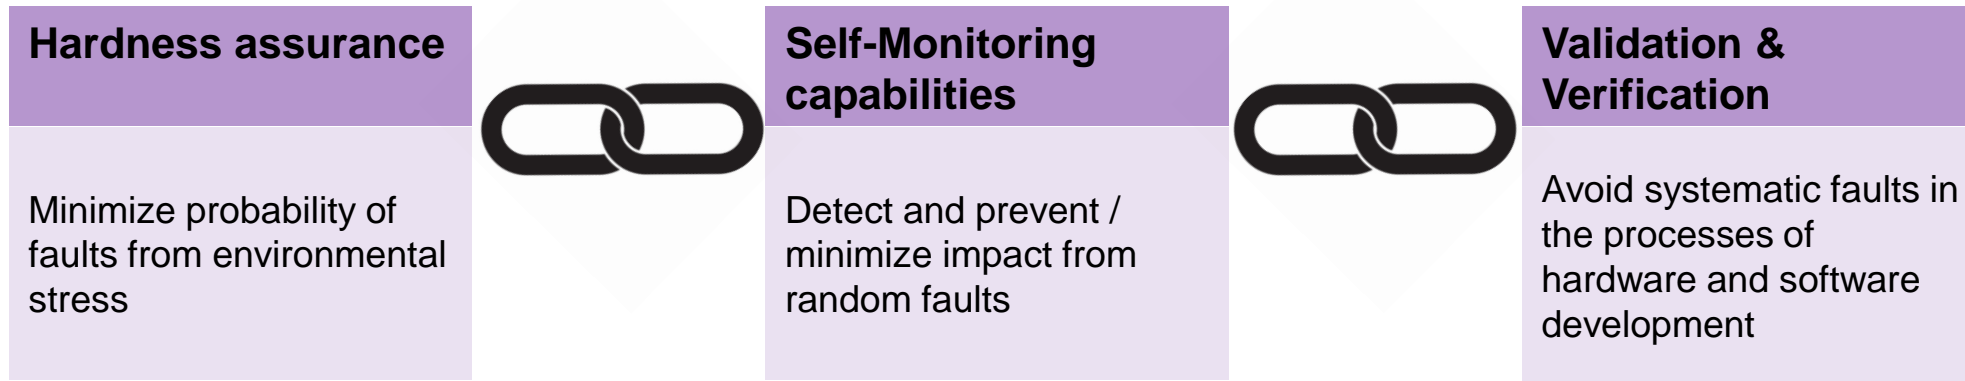 Hardness assurance
Minimize probability of
faults from environmental
stress
Self-Monitoring
capabilities
Detect and prevent /
minimize impact from
random faults
Validation &
Verification
Avoid systematic faults in
the processes of
hardware and software
development